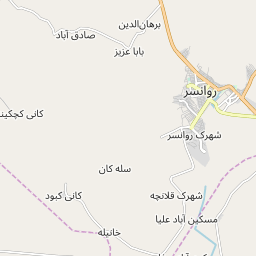 برهان‌الدین
صادق آباد
بابا عزیز
روانسر
کانی کچکینه
شهرک روانسر
سله کان
کانی کبود
شهرک قلانچه
مسکین آباد علیا
خانیله